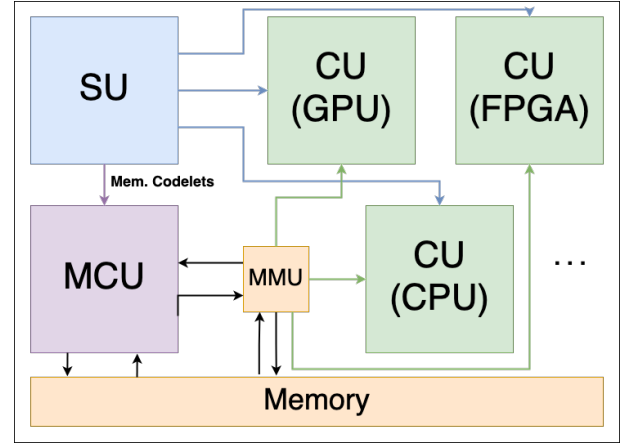 SU
CU
(GPU)
CU
(FPGA)
Mem. Codelets
MCU
MMU
CU
(CPU)
...
Memory